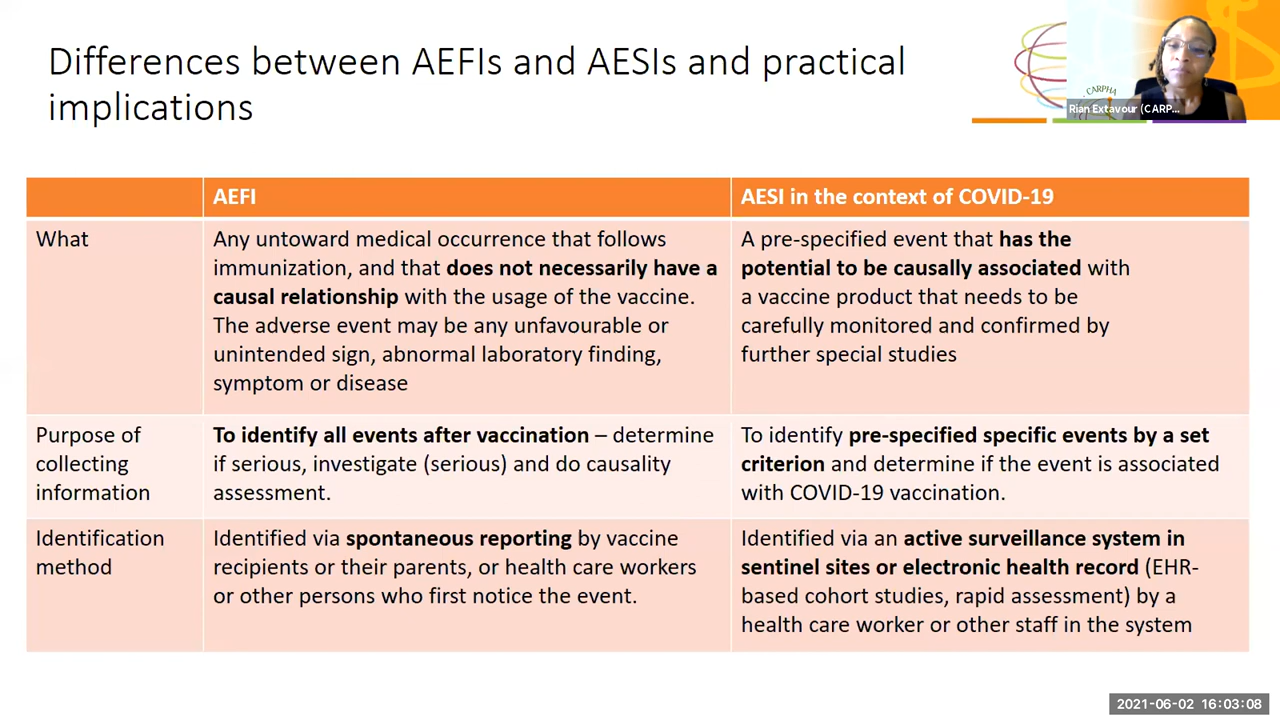 Differences between AEFIs and AESIs and practical
implications
CARPHA
Rian Extavour (CARP...
AEFI
AESI in the context of COVID-19
What
Any untoward medical occurrence that follows
immunization, and that does not necessarily have a
causal relationship with the usage of the vaccine.
The adverse event may be any unfavourable or
unintended sign, abnormal laboratory finding,
symptom or disease
A pre-specified event that has the
potential to be causally associated with
a vaccine product that needs to be
carefully monitored and confirmed by
further special studies
Purpose of
collecting
information
To identify all events after vaccination – determine
if serious, investigate (serious) and do causality
assessment.
To identify pre-specified specific events by a set
criterion and determine if the event is associated
with COVID-19 vaccination.
Identification
method
Identified via spontaneous reporting by vaccine
recipients or their parents, or health care workers
or other persons who first notice the event.
Identified via an active surveillance system in
sentinel sites or electronic health record (EHR-
based cohort studies, rapid assessment) by a
health care worker or other staff in the system
2021-06-02 16:03:08